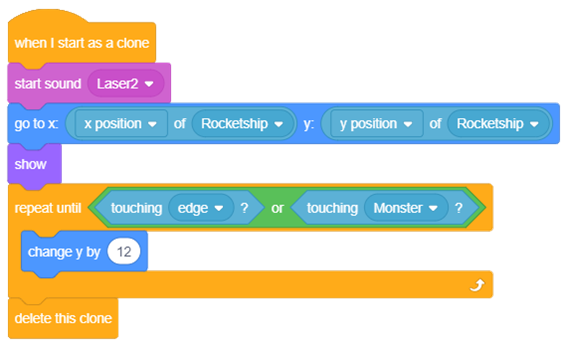 when I start as a clone
start sound Laser2
go to x: x position of Rocketship y: y position of Rocketship
show
repeat until touching edge ? or touching Monster ?
change y by 12
delete this clone